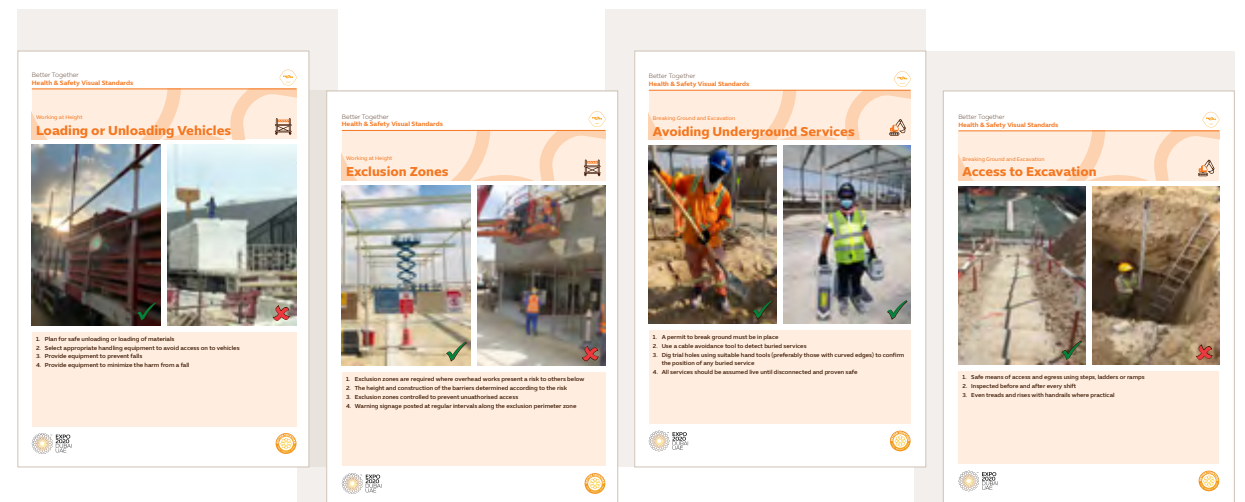 Better Together
Health & Safety Visual Standards
Working at Height
Loading or Unloading Vehicles
1. Plan for safe unloading or loading of materials
2. Select appropriate handling equipment to avoid access on to vehicles
3. Provide equipment to prevent falls
4. Provide equipment to minimize the harm from a fall
EXPO
2020
DUBAI
UAE
Better Together
Health & Safety Visual Standards
Working at Height
Exclusion Zones
1. Exclusion zones are required where overhead works present a risk to others below
2. The height and construction of the barriers determined according to the risk
3. Exclusion zones controlled to prevent unauthorised access
4. Warning signage posted at regular intervals along the exclusion perimeter zone
EXPO
2020
DUBAI
UAE
Better Together
Health & Safety Visual Standards
Breaking Ground and Excavation
Avoiding Underground Services
1. A permit to break ground must be in place
2. Use a cable avoidance tool to detect buried services
3. Dig trial holes using suitable hand tools (preferably those with curved edges) to confirm
the position of any buried service
4. All services should be assumed live until disconnected and proven safe
EXPO
2020
DUBAI
UAE
Better Together
Health & Safety Visual Standards
Breaking Ground and Excavation
Access to Excavation
1. Safe means of access and egress using steps, ladders or ramps
2. Inspected before and after every shift
3. Even treads and rises with handrails where practical
EXPO
2020
DUBAI
UAE